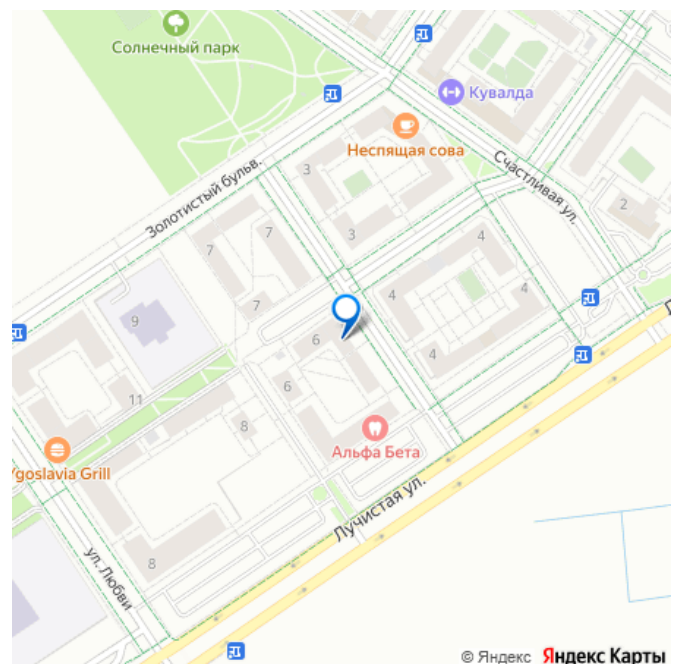 Солнечный парк
Кувалда
Неспящая сова
Золотистый бульв.
Счастливая ул.
3
7
7
3
4
2
4
4
7
9
6
4
6
11
8
Альфа Бета
goslavia Grill
Лучистая ул.
8
ул. Любви
© Яндекс Яндекс Карты